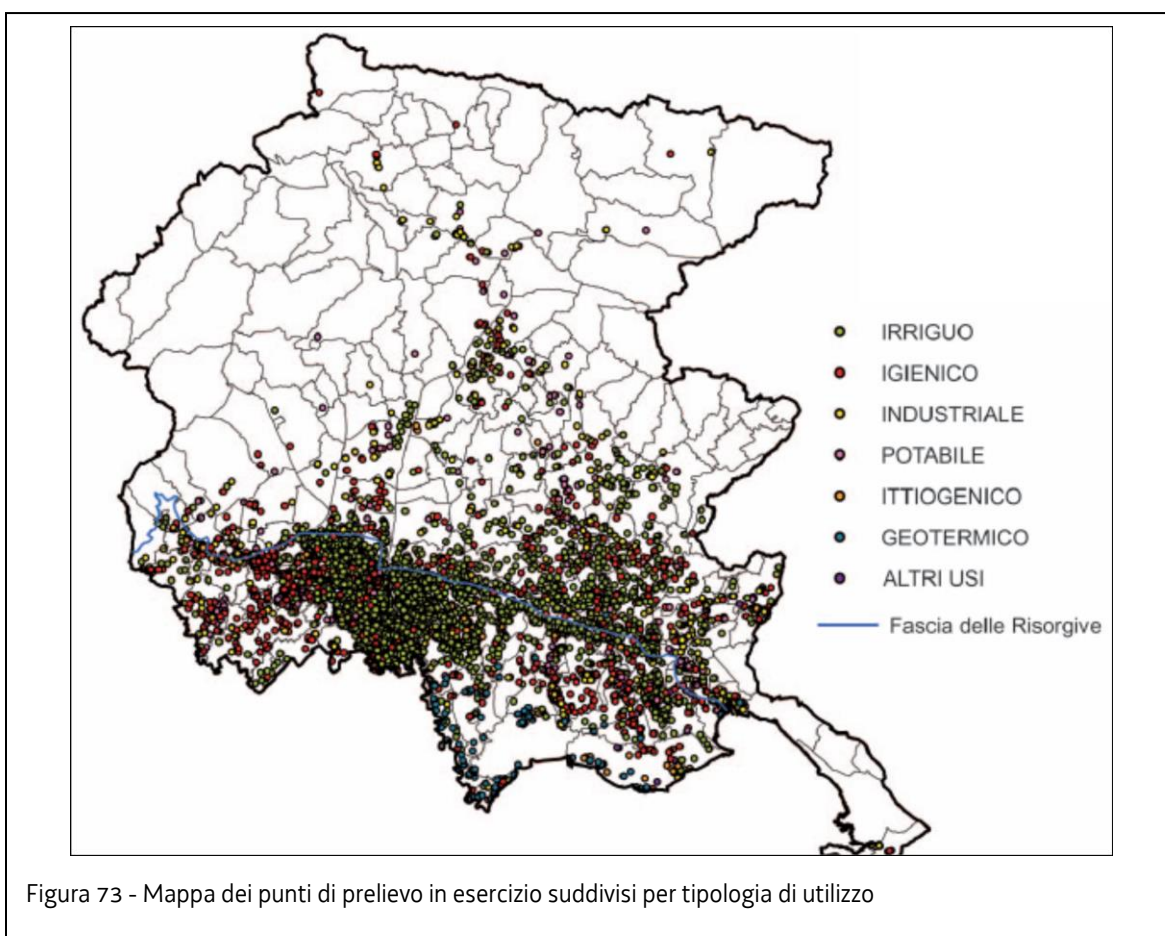 IRRIGUO
IGIENICO
INDUSTRIALE
POTABILE
ITTIOGENICO
GEOTERMICO
ALTRI USI
Fascia delle Risorgive
Figura 73 - Mappa dei punti di prelievo in esercizio suddivisi per tipologia di utilizzo